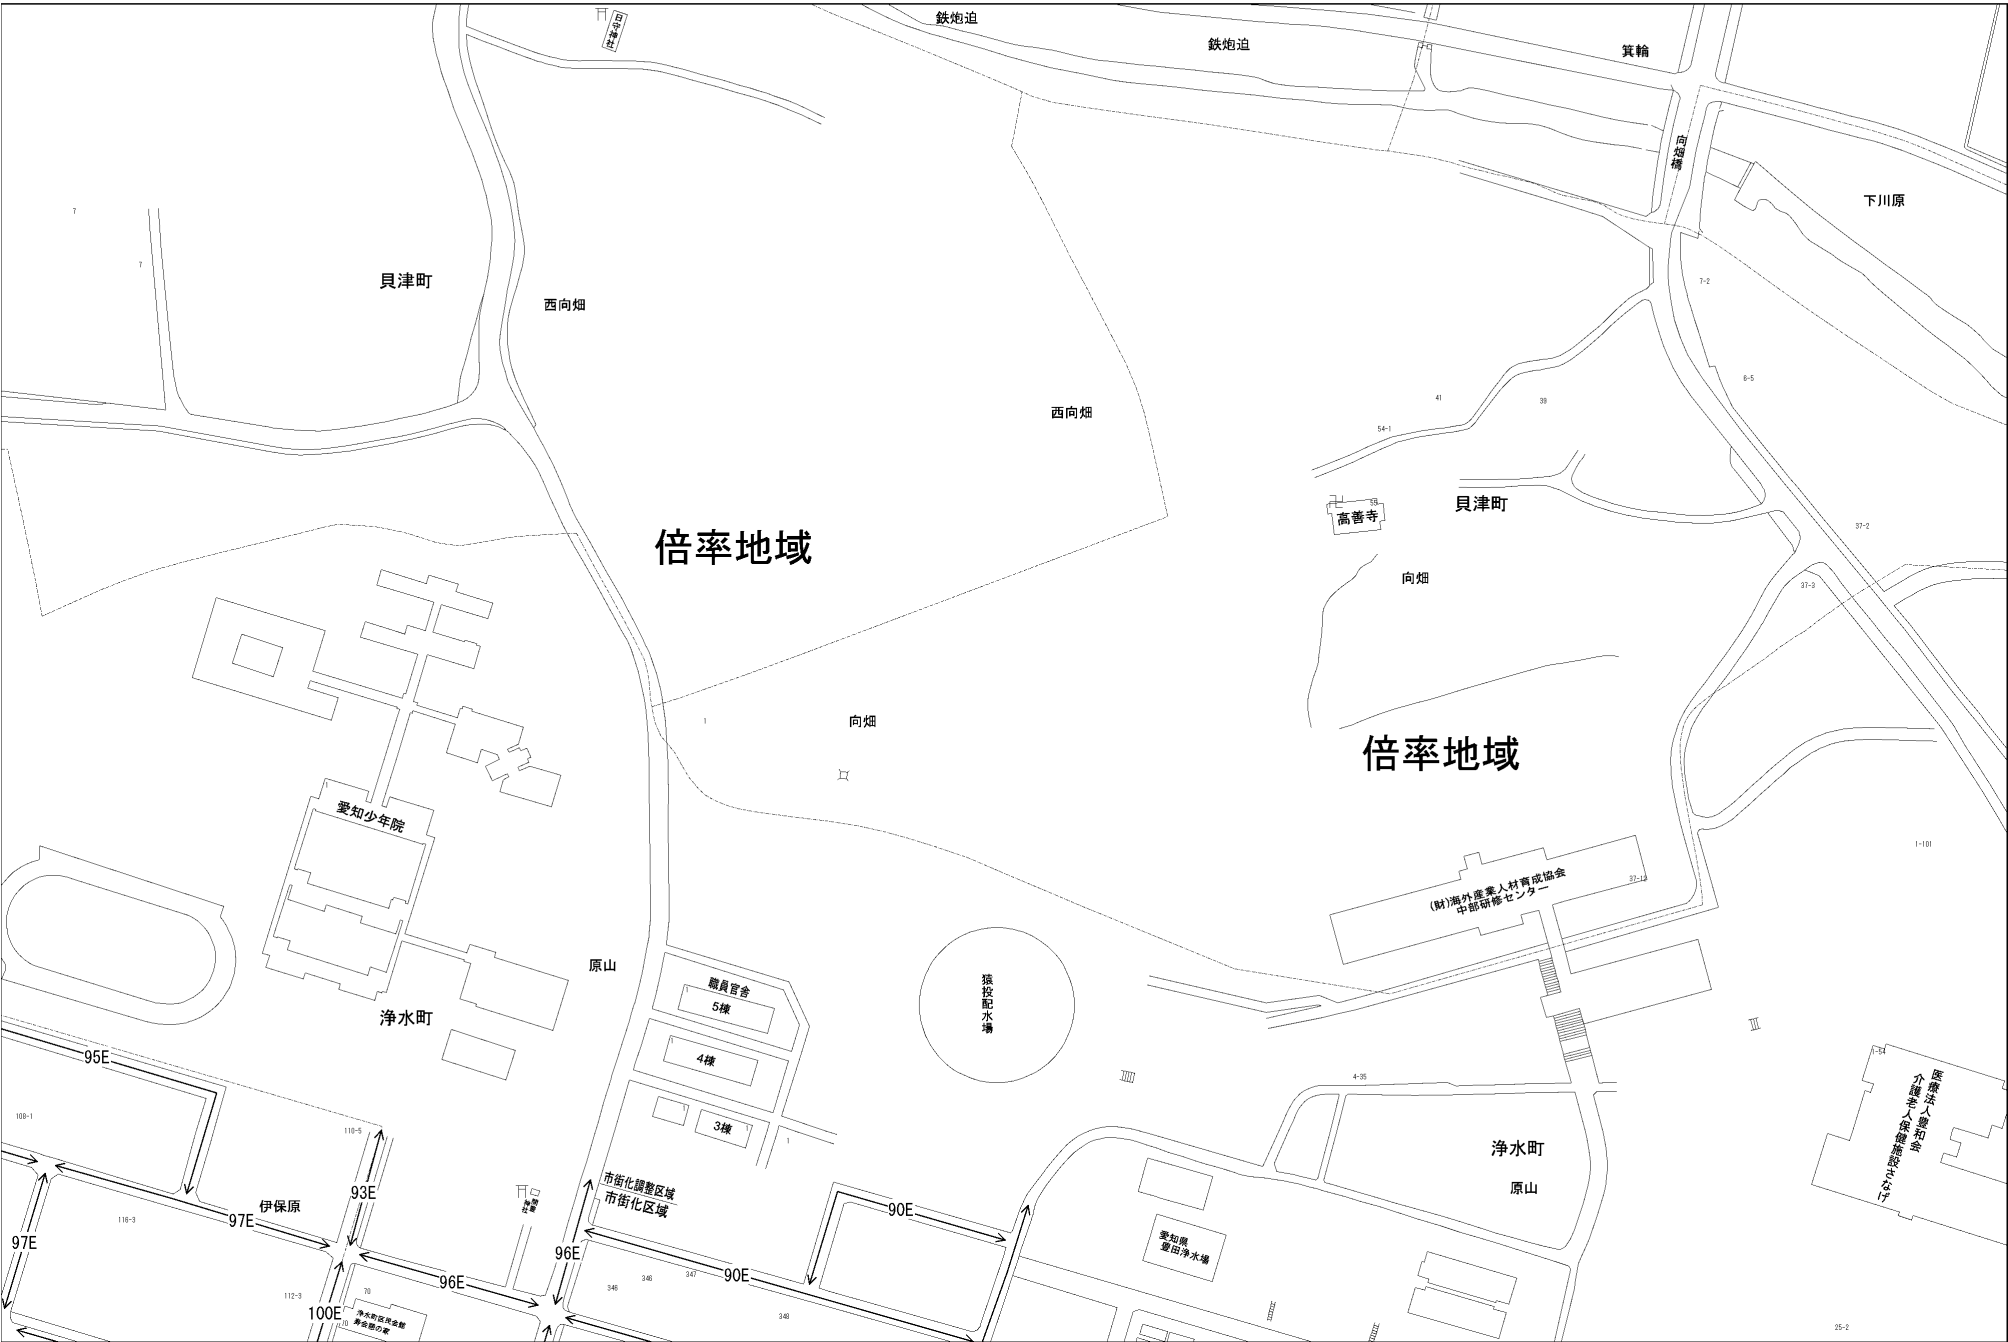 日守神社
鉄炮迫
鉄炮迫
箕輪
向畑橋
下川原
7
7
貝津町
西向畑
7-2
6-5
西向畑
41
39
54-1
貝津町
55
高善寺
37-2
倍率地域
向畑
37-3
1
向畑
倍率地域
1
愛知少年院
1-101
(財)海外産業人材育成協会
中部研修センター
37-12
原山
職員官舎
1
5棟
猿投配水場
浄水町
1
4棟
95E
1-54
医療法人豊和会
介護老人保健施設さなげ
4-35
108-1
110-5
1
3棟
1
1
浄水町
原山
市街化調整区域
市街化区域
93E
伊保原
116-3
97E
97E
神社
90E
愛知県
豊田浄水場
96E
96E
90E
345
346
347
348
112-3
70
100E
70
浄水町区民会館
寿会憩の家
25-2